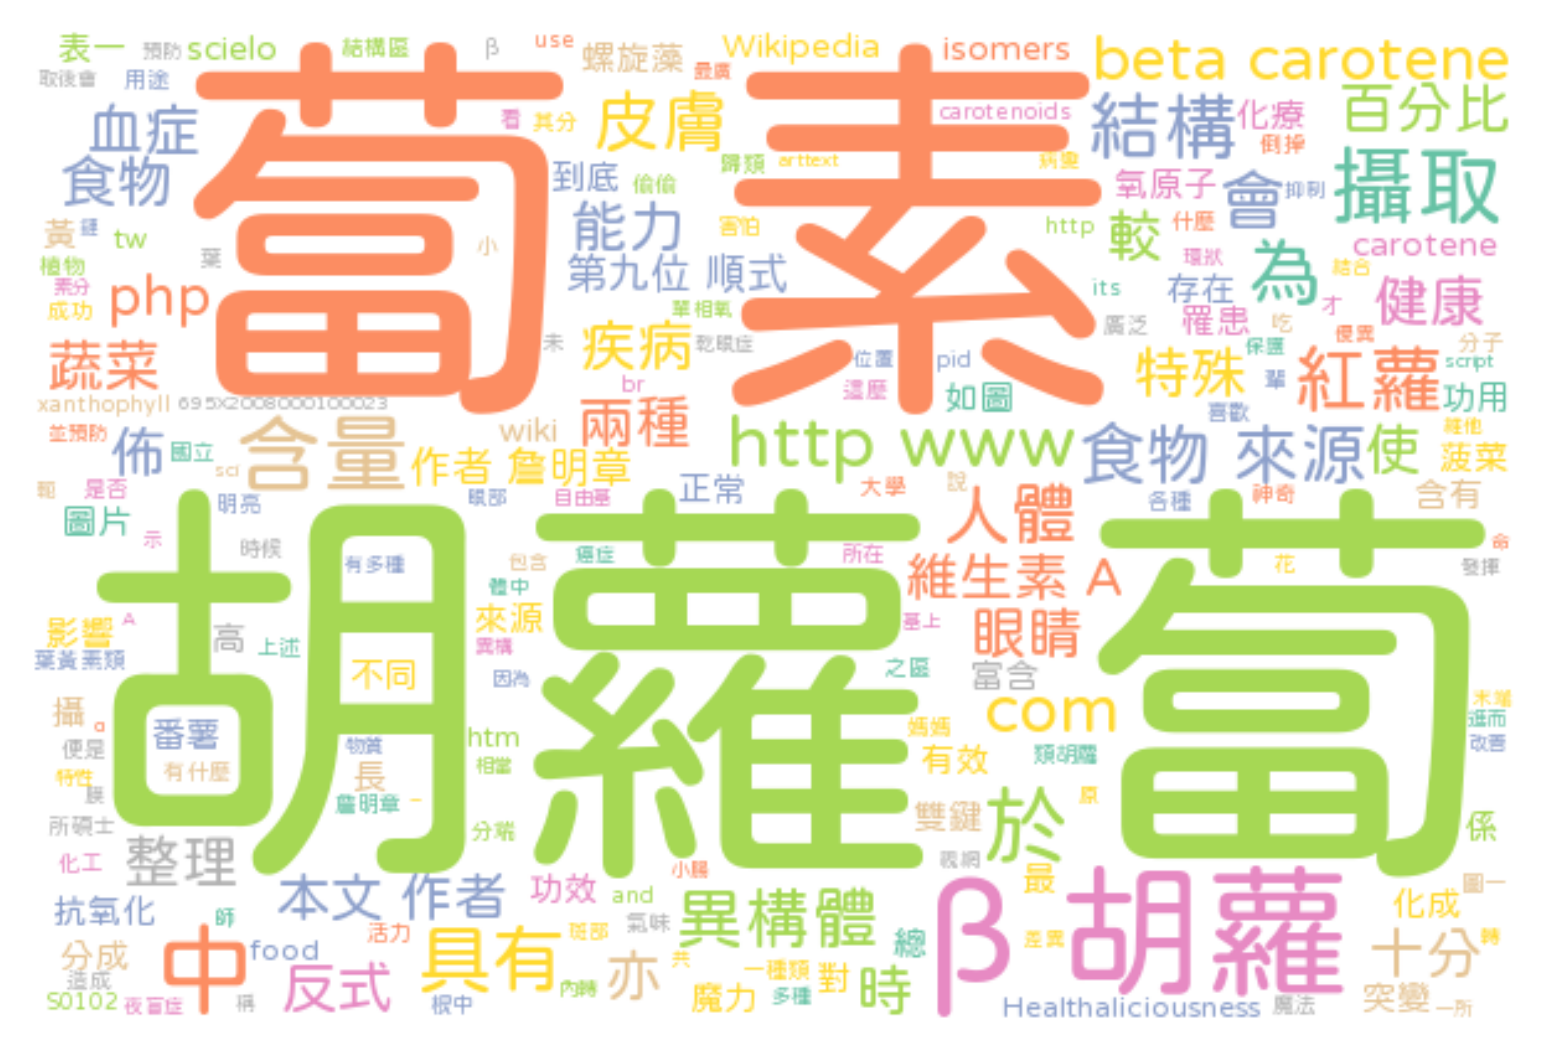 表一 預防 scielo 結構區 β use 螺旋藻 Wikipedia isomers beta carotene
取後會 用途 最廣
葡 素
血症 看 其分 皮膚 carotenoids 結構 化療 百分比
倒掉
食物 到底 偷偷 歸類 arttext 病變 氧原子 會 抑制 攝取
黃 鏈 tw 小 能力 害怕 http 較 什麼 carotene
植物 葉 第九位 順式 環狀 為 結合
素分 php its 存在 健康
成功 單相氧 廣泛 罹患 吃 才
蔬菜 未 疾病 乾眼症 位置 pid 特殊 保護 優異 紅蘿 分子
script
xanthophyll 695X2008000100023 br 這麼 如圖 輩 功用
並預防 佈 國立 含量 wiki 兩種 http www 食物 來源 使 喜歡 維他
sci 作者 詹明章 菠菜
範 是否 明亮 眼部 自由基 正常 大學 說 各種 神奇 含有
圖片 示 人體
胡 蘿 蔔
時候 有多種 包含 癌症 所在 花 命
體中 維生素 A 發揮
影響 A 高 上述 來源 基上 眼睛
葉黃素類 不同 異構 因為 之區 富含
攝 α 番薯 物質 htm 媽媽 com 末端
便是 有什麼 長 相當 有效 類胡蘿 進而
特性 改善
膜 詹明章 一 原
所碩士 分端 雙鍵 於 係
化工 整理 小腸 視網
抗氧化 師 本文 作者 功效 and 異構體 最 β 胡蘿 化成 圖一
分成 中 food 活力 具有 斑部 氣味 總 差異 十分 轉
造成 反式 亦 共 一種類 對 時
S0102 夜盲症 稱 根中 內轉 魔力 多種 Healthaliciousness 魔法 突變 一所